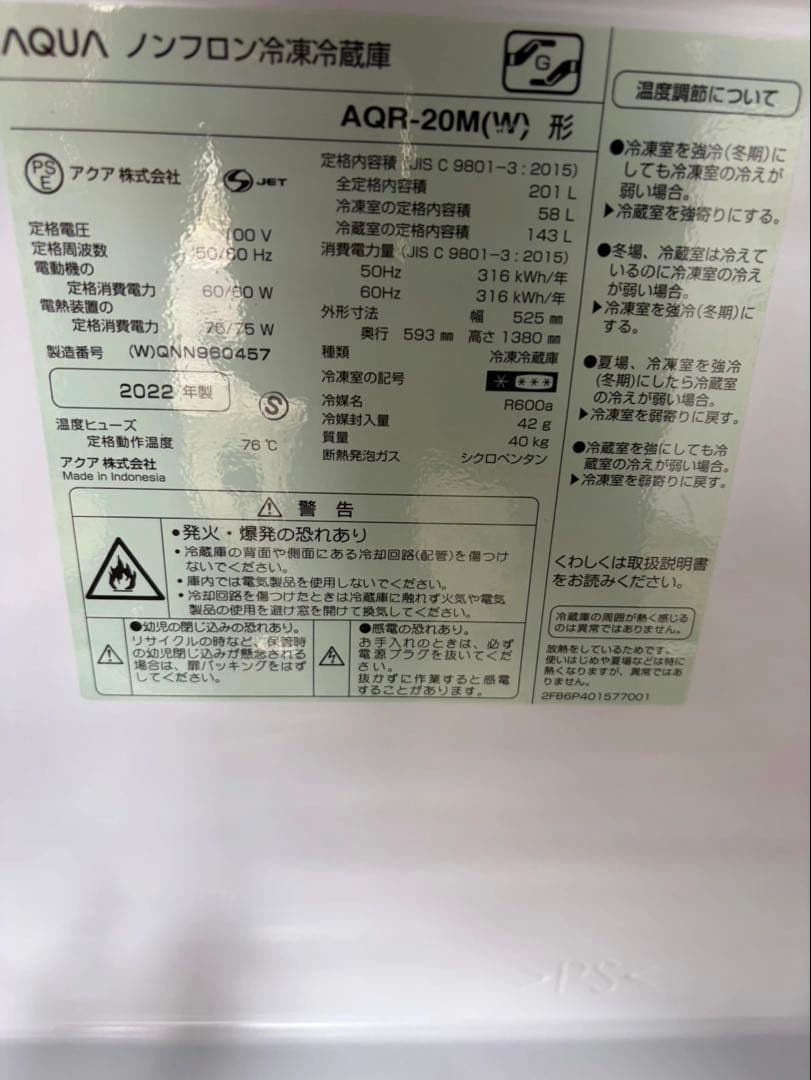 AQUA ノンフロン冷凍冷蔵庫
G
AQR-20M(W) 形
PS
E
アクア 株式会社
S JET
定格電圧 100 V
定格周波数 50/60 Hz
電動機の
定格消費電力 60/60 W
電熱装置の
定格消費電力 75/75 W
製造番号 (W)QNN960457
2022 年製
S
温度ヒューズ
定格動作温度 76 ℃
アクア 株式会社
Made in Indonesia
定格内容積 (JIS C 9801-3 : 2015)
全定格内容積 201 L
冷凍室の定格内容積 58 L
冷蔵室の定格内容積 143 L
消費電力量 (JIS C 9801-3 : 2015)
50Hz 316 kWh/年
60Hz 316 kWh/年
外形寸法 幅 525 ㎜
奥行 593 ㎜ 高さ 1380 ㎜
種類 冷凍冷蔵庫
冷凍室の記号 * ***
冷媒名 R600a
冷媒封入量 42 g
質量 40 kg
断熱発泡ガス シクロペンタン
⚠ 警 告
•発火・爆発の恐れあり
・冷蔵庫の背面や側面にある冷却回路(配管)を傷つけ
ないでください。
・庫内では電気製品を使用しないでください。
・冷却回路を傷つけたときは冷蔵庫に触れず火気や電気
製品の使用を避け窓を開けて換気してください。
●幼児の閉じ込みの恐れあり。
リサイクルの時など、保管時
の幼児閉じ込みが懸念される
場合は、扉パッキングをはず
してください。
●感電の恐れあり。
お手入れのときは、必ず
電源プラグを抜いてくだ
さい。
抜かずに作業すると感電
することがあります。
温度調節について
●冷凍室を強冷(冬期)に
しても冷凍室の冷えが
弱い場合。
▶冷蔵室を強寄りにする。
●冬場、冷蔵室は冷えて
いるのに冷凍室の冷え
が弱い場合。
▶冷凍室を強冷(冬期)に
する。
●夏場、冷凍室を強冷
(冬期)にしたら冷蔵室
の冷えが弱い場合。
▶冷凍室を弱寄りに戻す。
●冷蔵室を強にしても冷
蔵室の冷えが弱い場合。
▶冷凍室を弱寄りに戻す。
くわしくは取扱説明書
をお読みください。
冷蔵庫の周囲が熱く感じる
のは異常ではありません。
放熱をしているためです。
使いはじめや夏場などは特に
熱くなりますが、異常ではあ
りません。
2FB6P401577001
>PS<